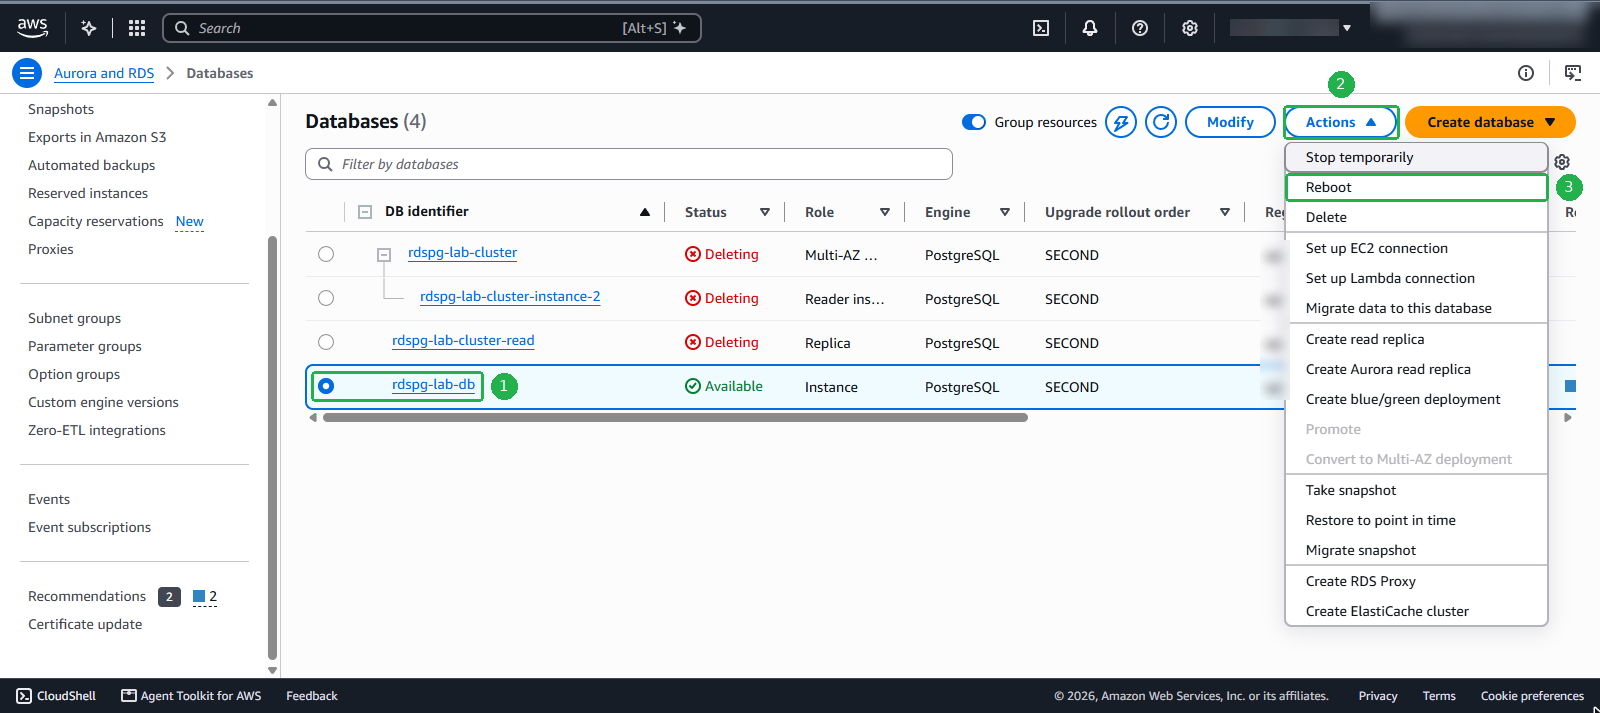 aws
Search [Alt+S]
Aurora and RDS > Databases
Snapshots
Exports in Amazon S3
Automated backups
Reserved instances
Capacity reservations New
Proxies
Subnet groups
Parameter groups
Option groups
Custom engine versions
Zero-ETL integrations
Events
Event subscriptions
Recommendations 2 2
Certificate update
2
Databases (4) Group resources Modify Actions Create database
Filter by databases
DB identifier Status Role Engine Upgrade rollout order Re
rdspg-lab-cluster Deleting Multi-AZ ... PostgreSQL SECOND
rdspg-lab-cluster-instance-2 Deleting Reader ins... PostgreSQL SECOND
rdspg-lab-cluster-read Deleting Replica PostgreSQL SECOND
rdspg-lab-db 1 Available Instance PostgreSQL SECOND
Stop temporarily
Reboot 3
Delete
Set up EC2 connection
Set up Lambda connection
Migrate data to this database
Create read replica
Create Aurora read replica
Create blue/green deployment
Promote
Convert to Multi-AZ deployment
Take snapshot
Restore to point in time
Migrate snapshot
Create RDS Proxy
Create ElastiCache cluster
CloudShell Agent Toolkit for AWS Feedback © 2026, Amazon Web Services, Inc. or its affiliates. Privacy Terms Cookie preferences